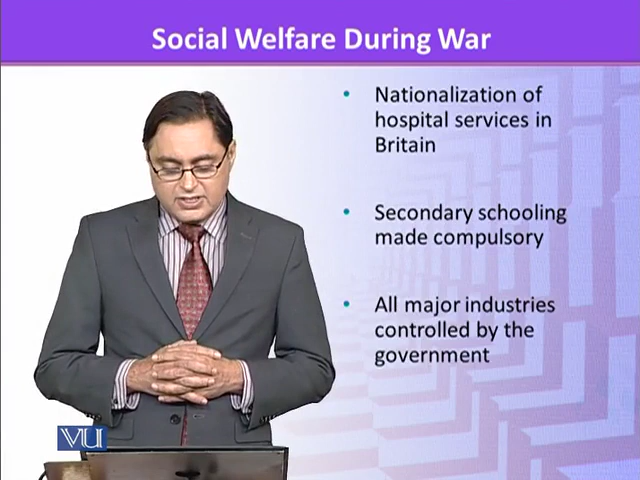 Social Welfare During War
Nationalization of
hospital services in
Britain
Secondary schooling
made compulsory
All major industries
controlled by the
government
VU